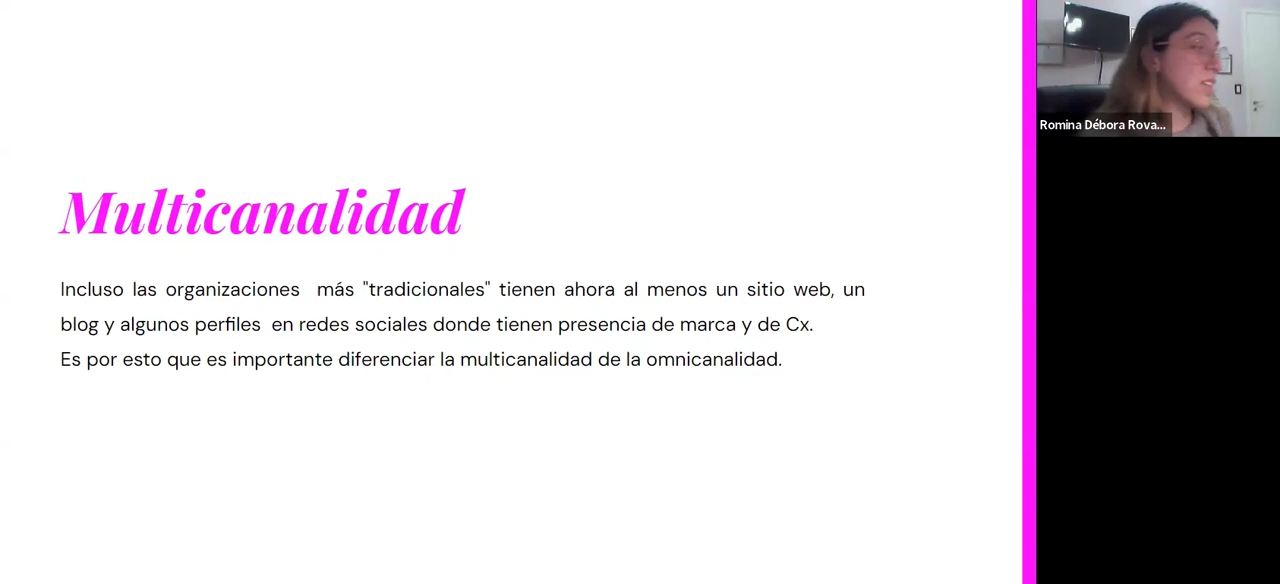 Multicanalidad
Incluso las organizaciones  más "tradicionales" tienen ahora al menos un sitio web, un
blog y algunos perfiles  en redes sociales donde tienen presencia de marca y de Cx.
Es por esto que es importante diferenciar la multicanalidad de la omnicanalidad.
Romina Débora Rova...